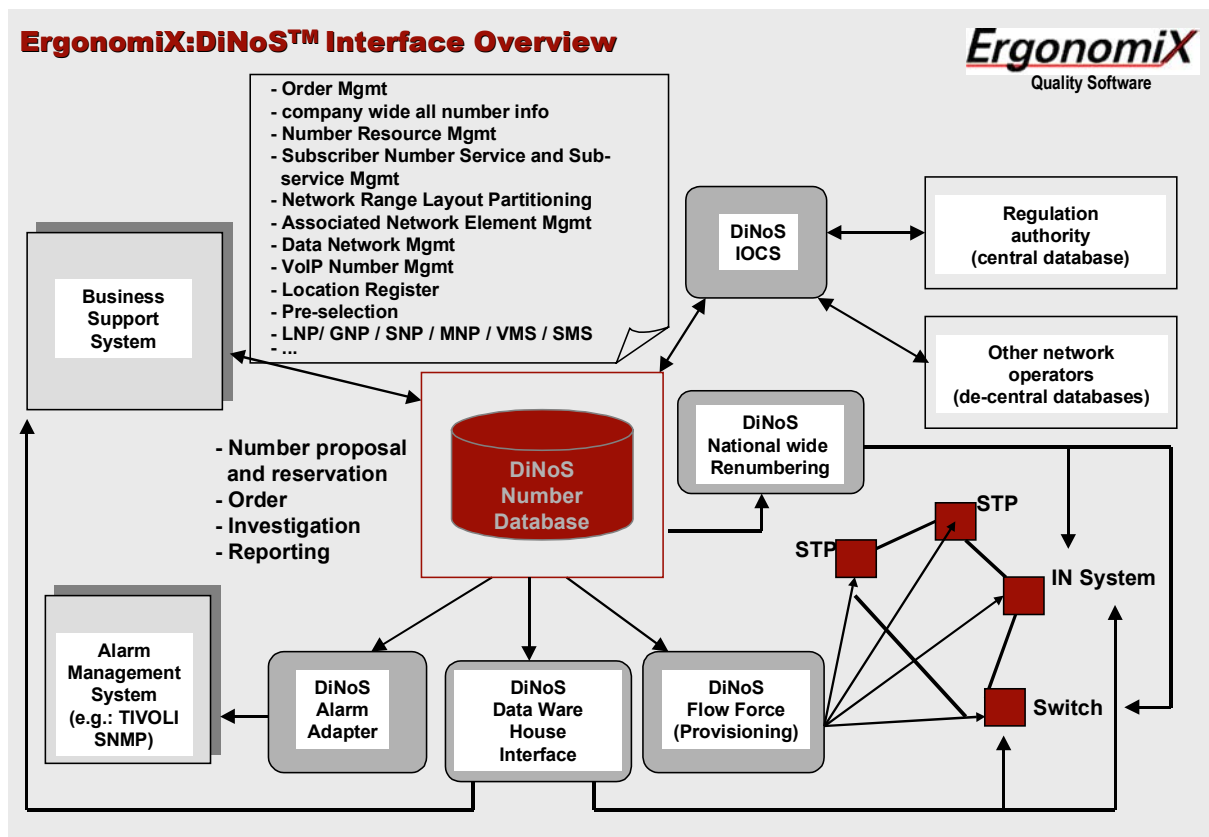 ErgonomiX:DiNoS™ Interface Overview
ErgonomiX
Quality Software
- Order Mgmt
- company wide all number info
- Number Resource Mgmt
- Subscriber Number Service and Sub-
service Mgmt
- Network Range Layout Partitioning
- Associated Network Element Mgmt
- Data Network Mgmt
- VoIP Number Mgmt
- Location Register
- Pre-selection
- LNP/ GNP / SNP / MNP / VMS / SMS
- ...
DiNoS
IOCS
Regulation
authority
(central database)
Business
Support
System
Other network
operators
(de-central databases)
DiNoS
National wide
Renumbering
- Number proposal
and reservation
- Order
- Investigation
- Reporting
DiNoS
Number
Database
STP
STP
IN System
Switch
Alarm
Management
System
(e.g.: TIVOLI
SNMP)
DiNoS
Alarm
Adapter
DiNoS
Data Ware
House
Interface
DiNoS
Flow Force
(Provisioning)